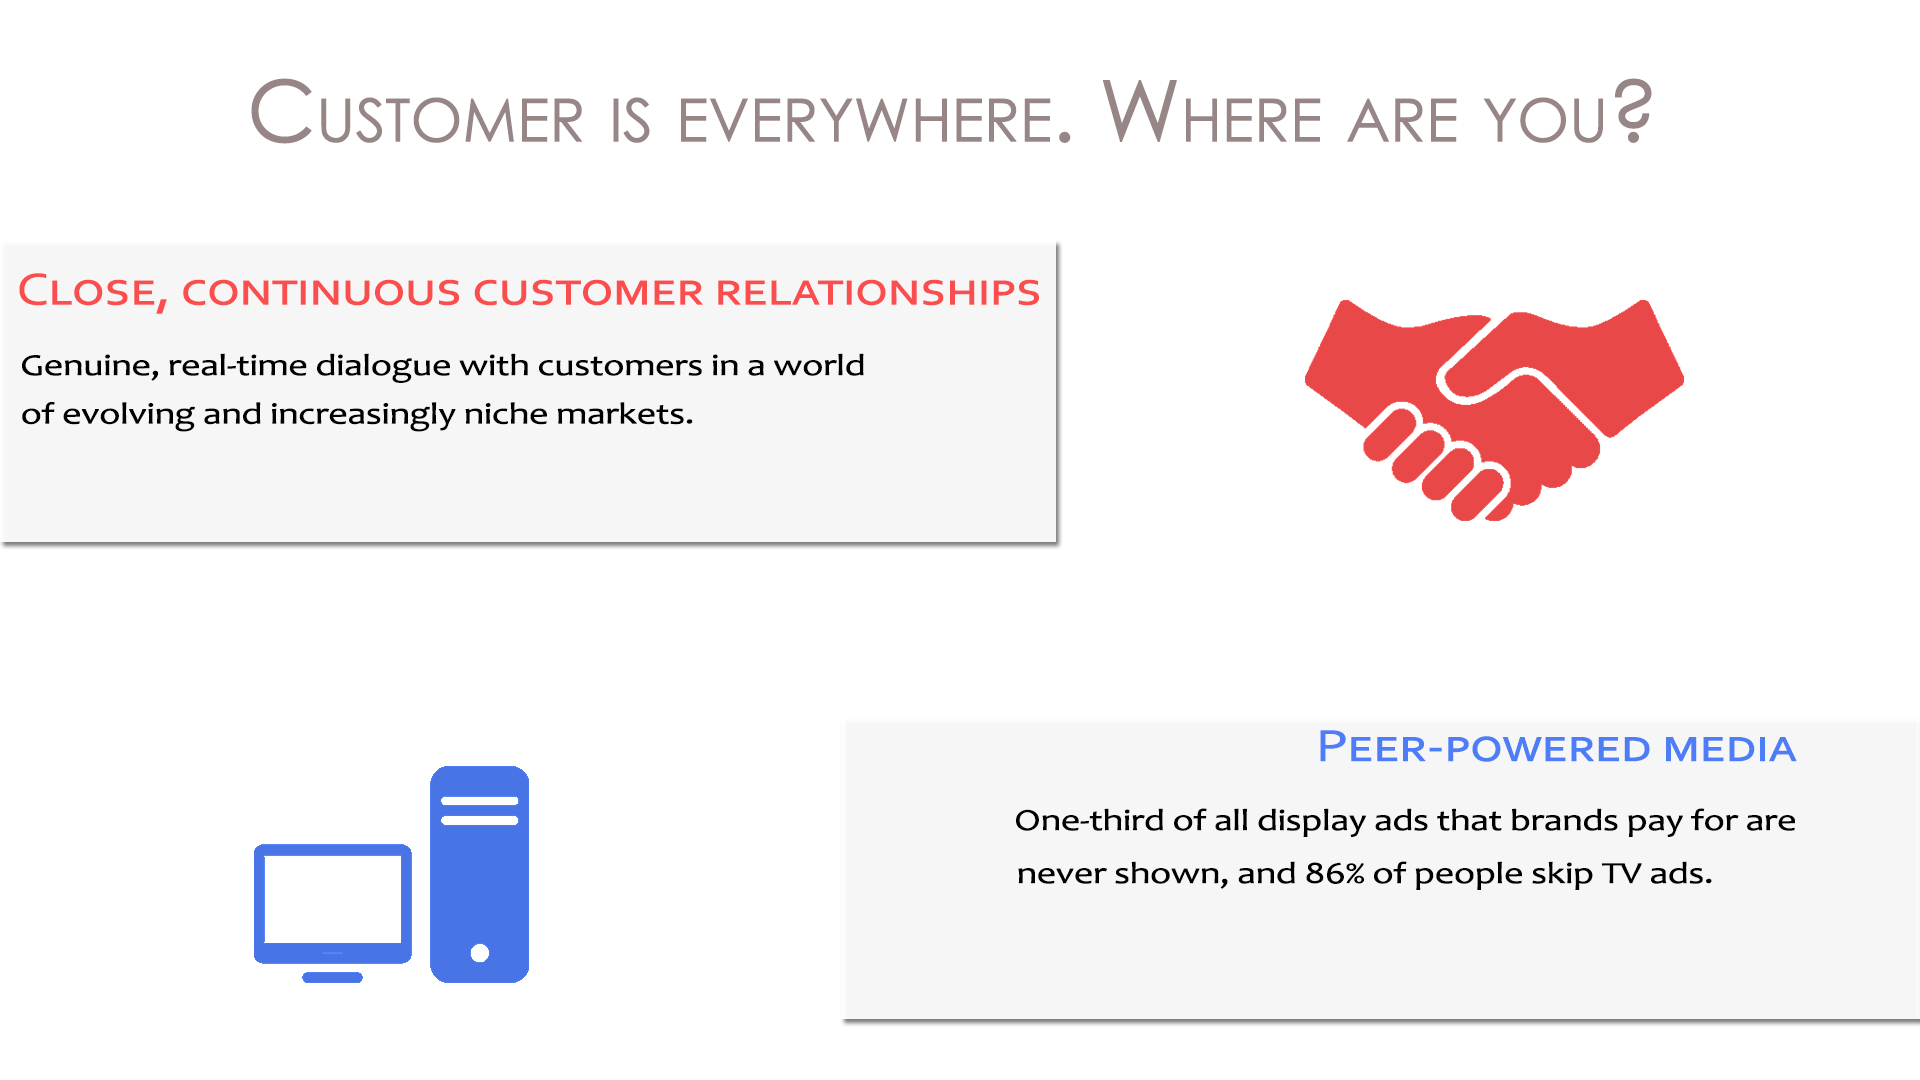 Customer is everywhere. Where are you?
Close, continuous customer relationships
Genuine, real-time dialogue with customers in a world
of evolving and increasingly niche markets.
Peer-powered media
One-third of all display ads that brands pay for are
never shown, and 86% of people skip TV ads.